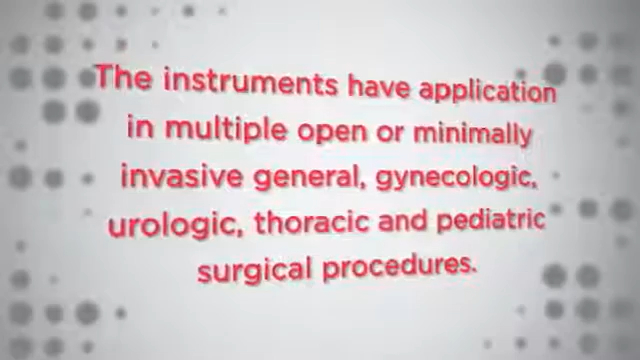 The instruments have application
in multiple open or minimally
invasive general, gynecologic,
urologic, thoracic and pediatric
surgical procedures.